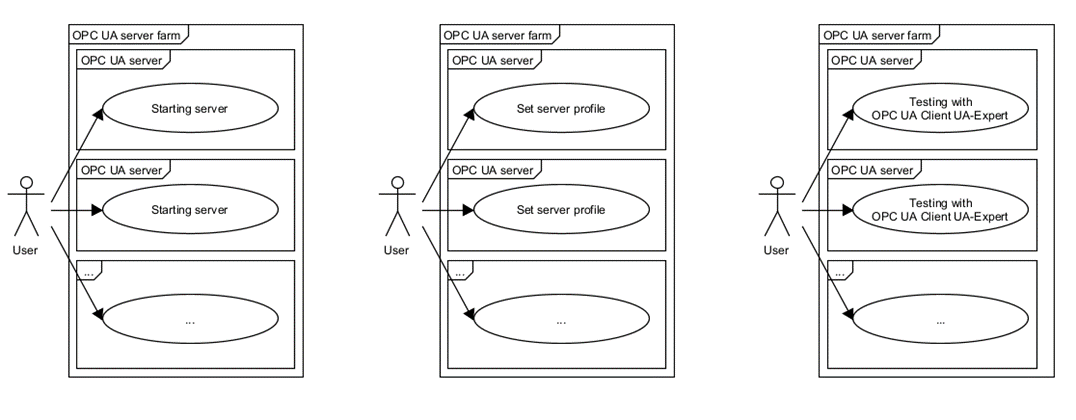 OPC UA server farm
OPC UA server
Starting server
OPC UA server
Starting server
User
...
...
OPC UA server farm
OPC UA server
Set server profile
OPC UA server
Set server profile
User
...
...
OPC UA server farm
OPC UA server
Testing with
OPC UA Client UA-Expert
OPC UA server
Testing with
OPC UA Client UA-Expert
User
...
...